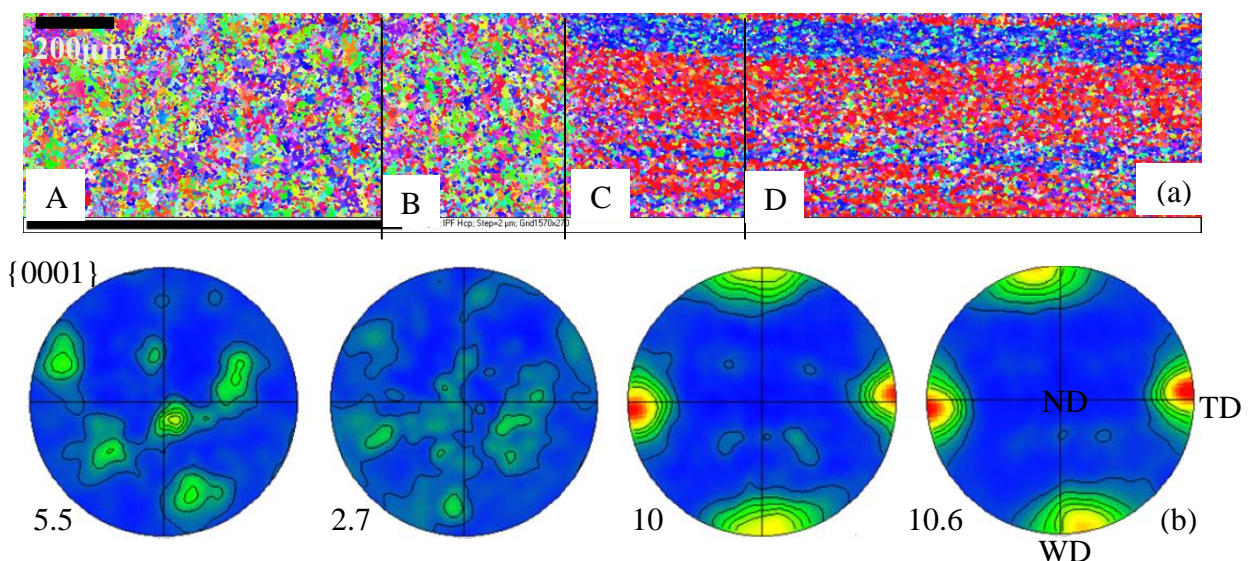 200µm
A
B
C
D
(a)
IPF Hcp; Step=2 µm; Grid1570x270
{0001}
ND
TD
5.5
2.7
10
10.6
(b)
WD